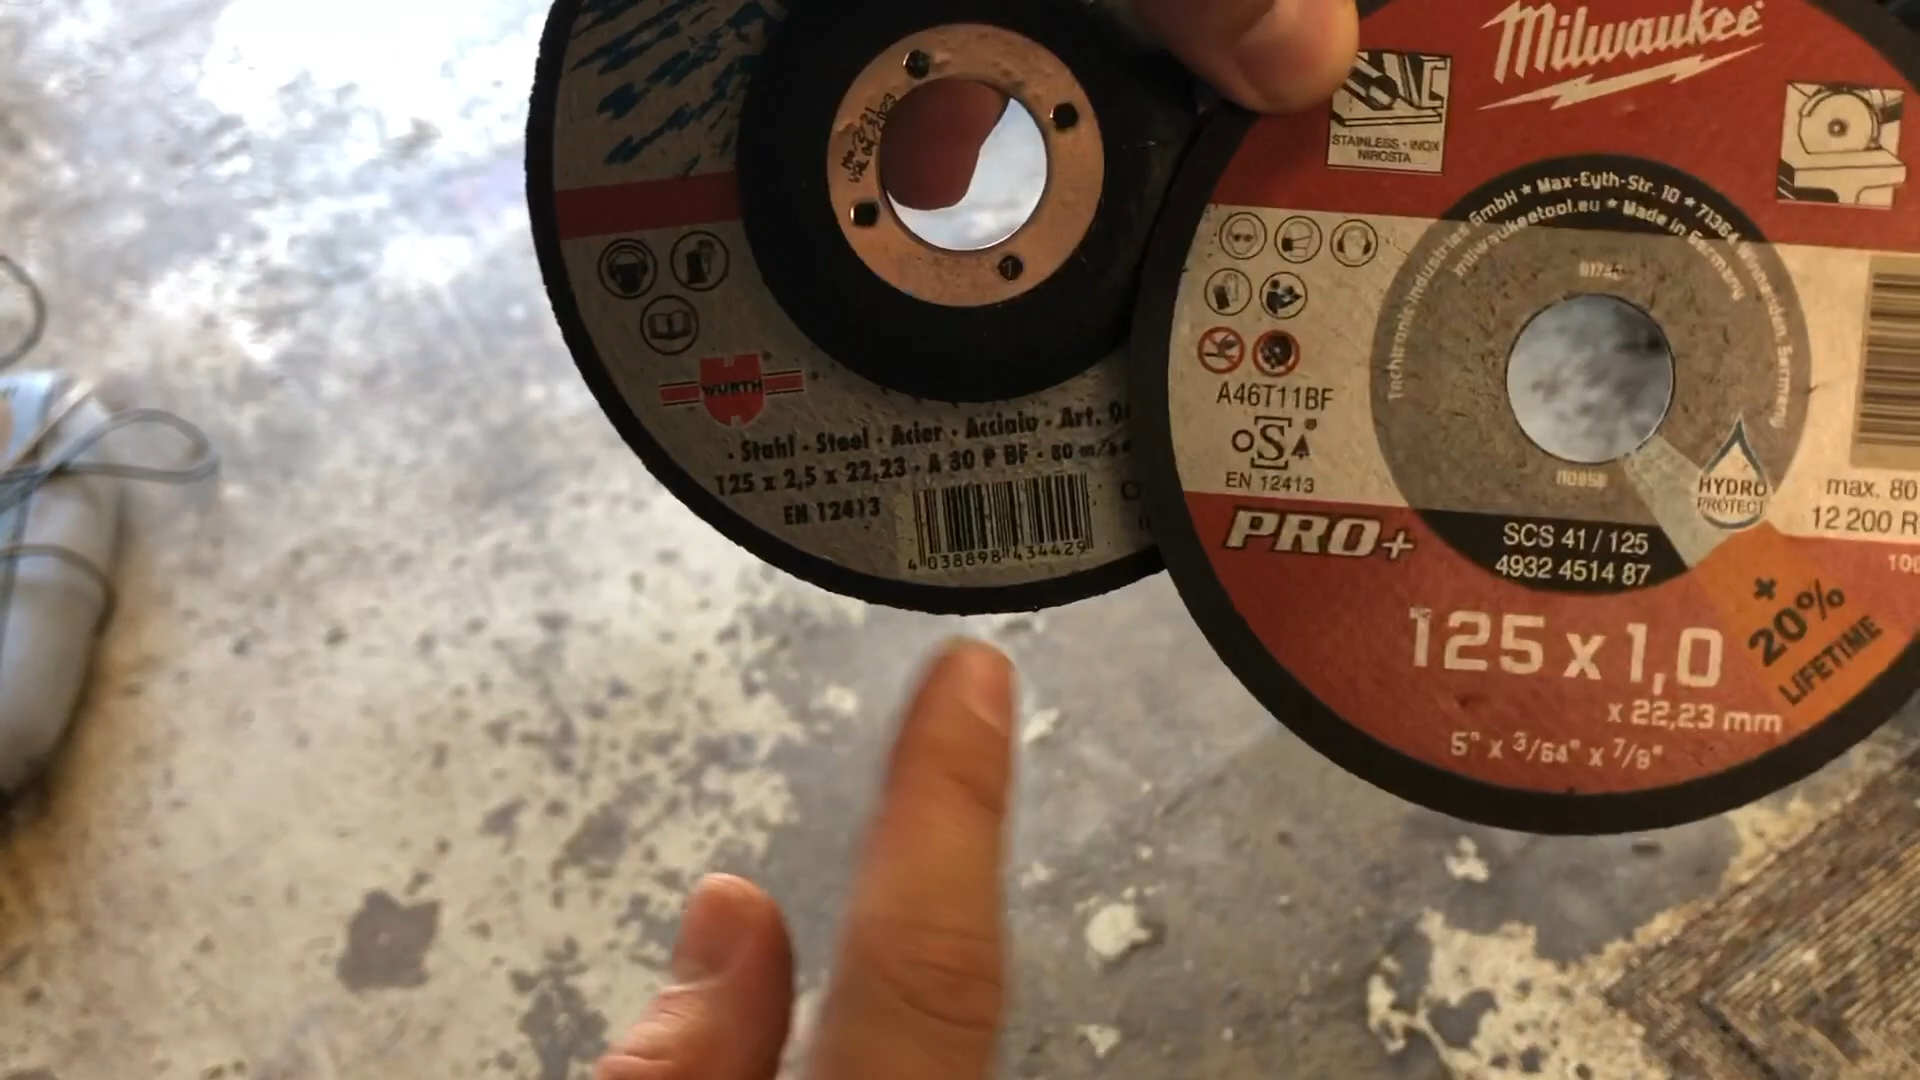 WÜRTH
· Stahl · Steel · Acier · Acciaio · Art.
125 x 2,5 x 22,23 · A 30 P BF · 80 m/s
EN 12413
4 038898 434429
Milwaukee
STAINLESS · INOX
NIROSTA
Techtronic Industries GmbH ★ Max-Eyth-Str. 10 ★ 71364 Winnenden, Germany
milwaukeetool.eu ★ Made in Germany
A46T11BF
OSA
EN 12413
HYDRO
PROTECT
max. 80
12 200 R
100
PRO+
SCS 41 / 125
4932 4514 87
+
20%
LIFETIME
125 x 1,0
x 22,23 mm
5" x 3/64" x 7/8"